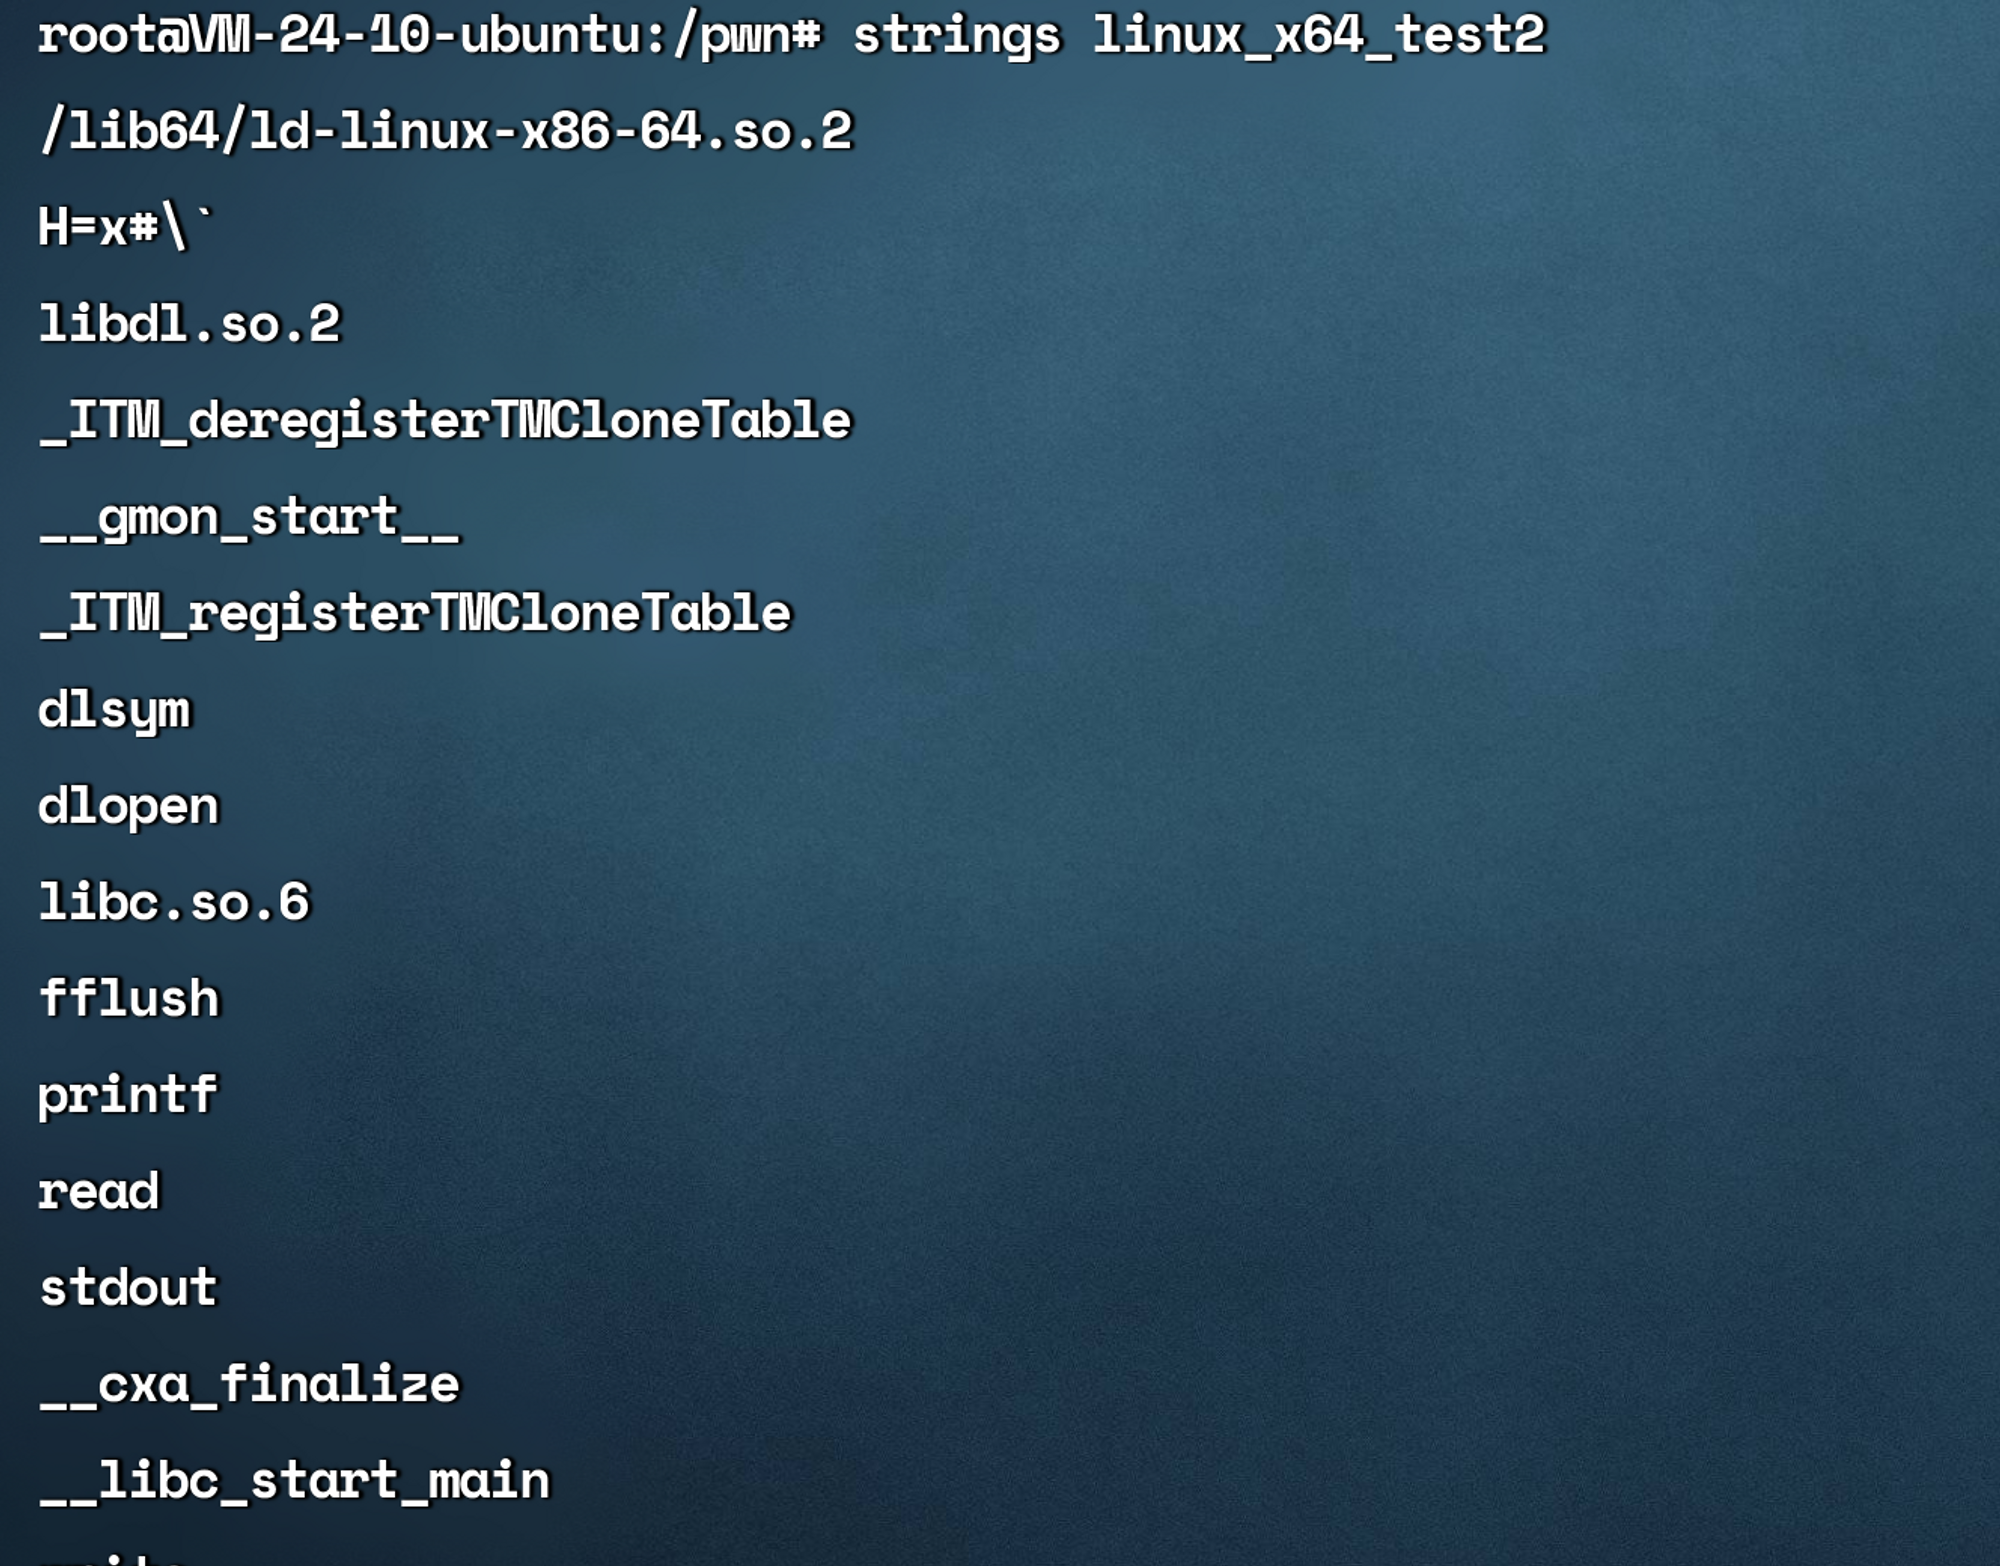 root@VM-24-10-ubuntu:/pwn# strings linux_x64_test2
/lib64/ld-linux-x86-64.so.2
H=x#\`
libdl.so.2
_ITM_deregisterTMCloneTable
__gmon_start__
_ITM_registerTMCloneTable
dlsym
dlopen
libc.so.6
fflush
printf
read
stdout
__cxa_finalize
__libc_start_main